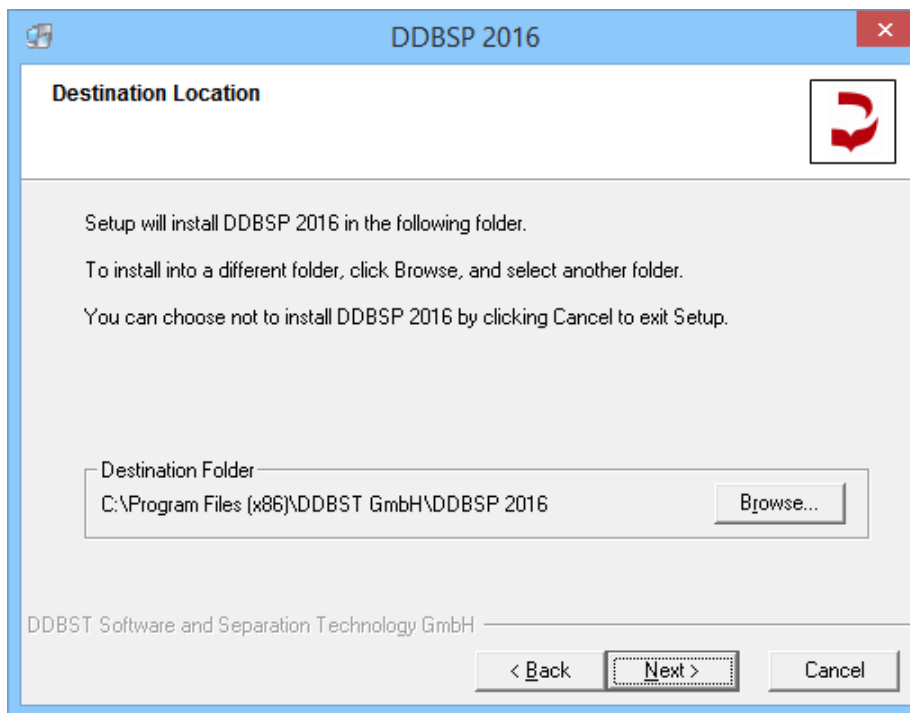 DDBSP 2016
Destination Location
Setup will install DDBSP 2016 in the following folder.
To install into a different folder, click Browse, and select another folder.
You can choose not to install DDBSP 2016 by clicking Cancel to exit Setup.
Destination Folder
C:\Program Files (x86)\DDBST GmbH\DDBSP 2016
Browse...
DDBST Software and Separation Technology GmbH
< Back
Next >
Cancel